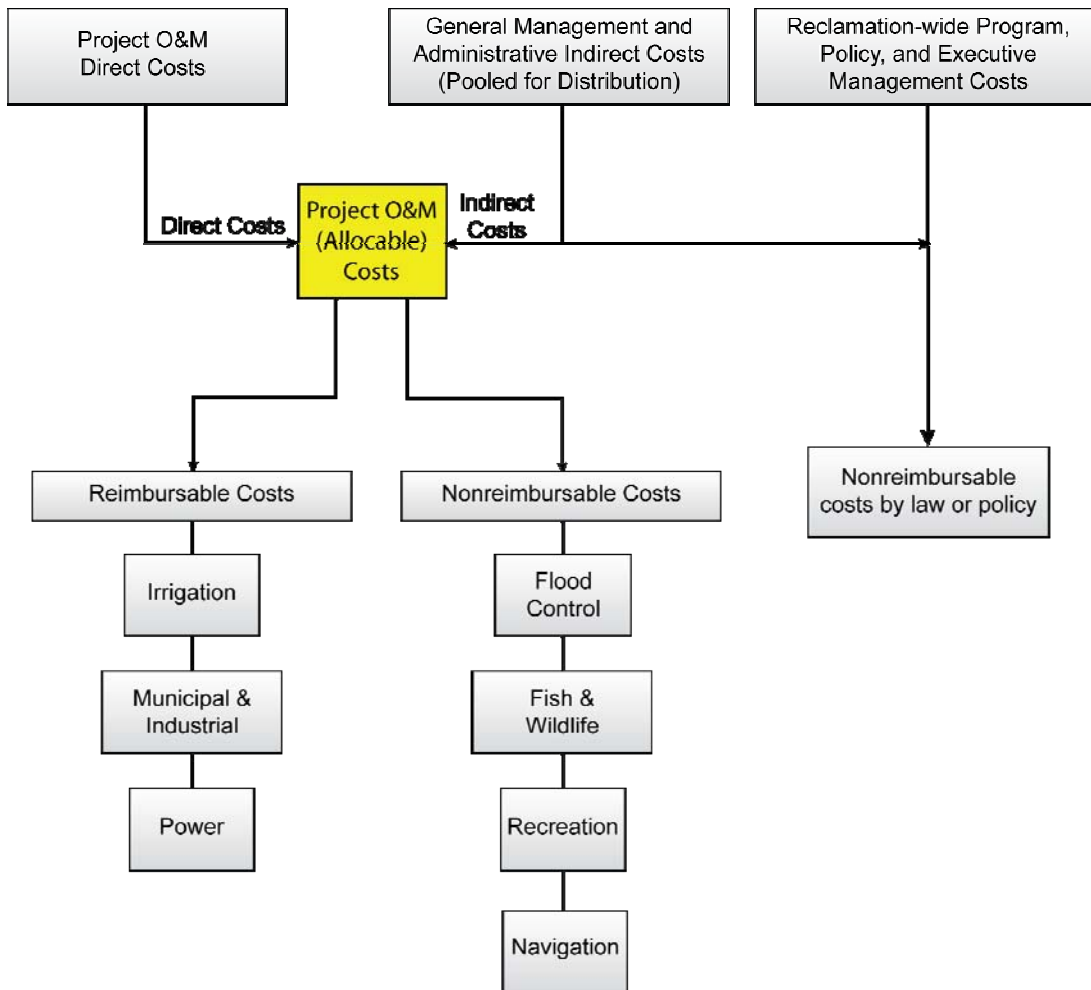 Project O&M
Direct Costs
General Management and
Administrative Indirect Costs
(Pooled for Distribution)
Reclamation-wide Program,
Policy, and Executive
Management Costs
Direct Costs
Project O&M
(Allocable)
Costs
Indirect
Costs
Reimbursable Costs
Nonreimbursable Costs
Nonreimbursable
costs by law or policy
Irrigation
Municipal &
Industrial
Power
Flood
Control
Fish &
Wildlife
Recreation
Navigation